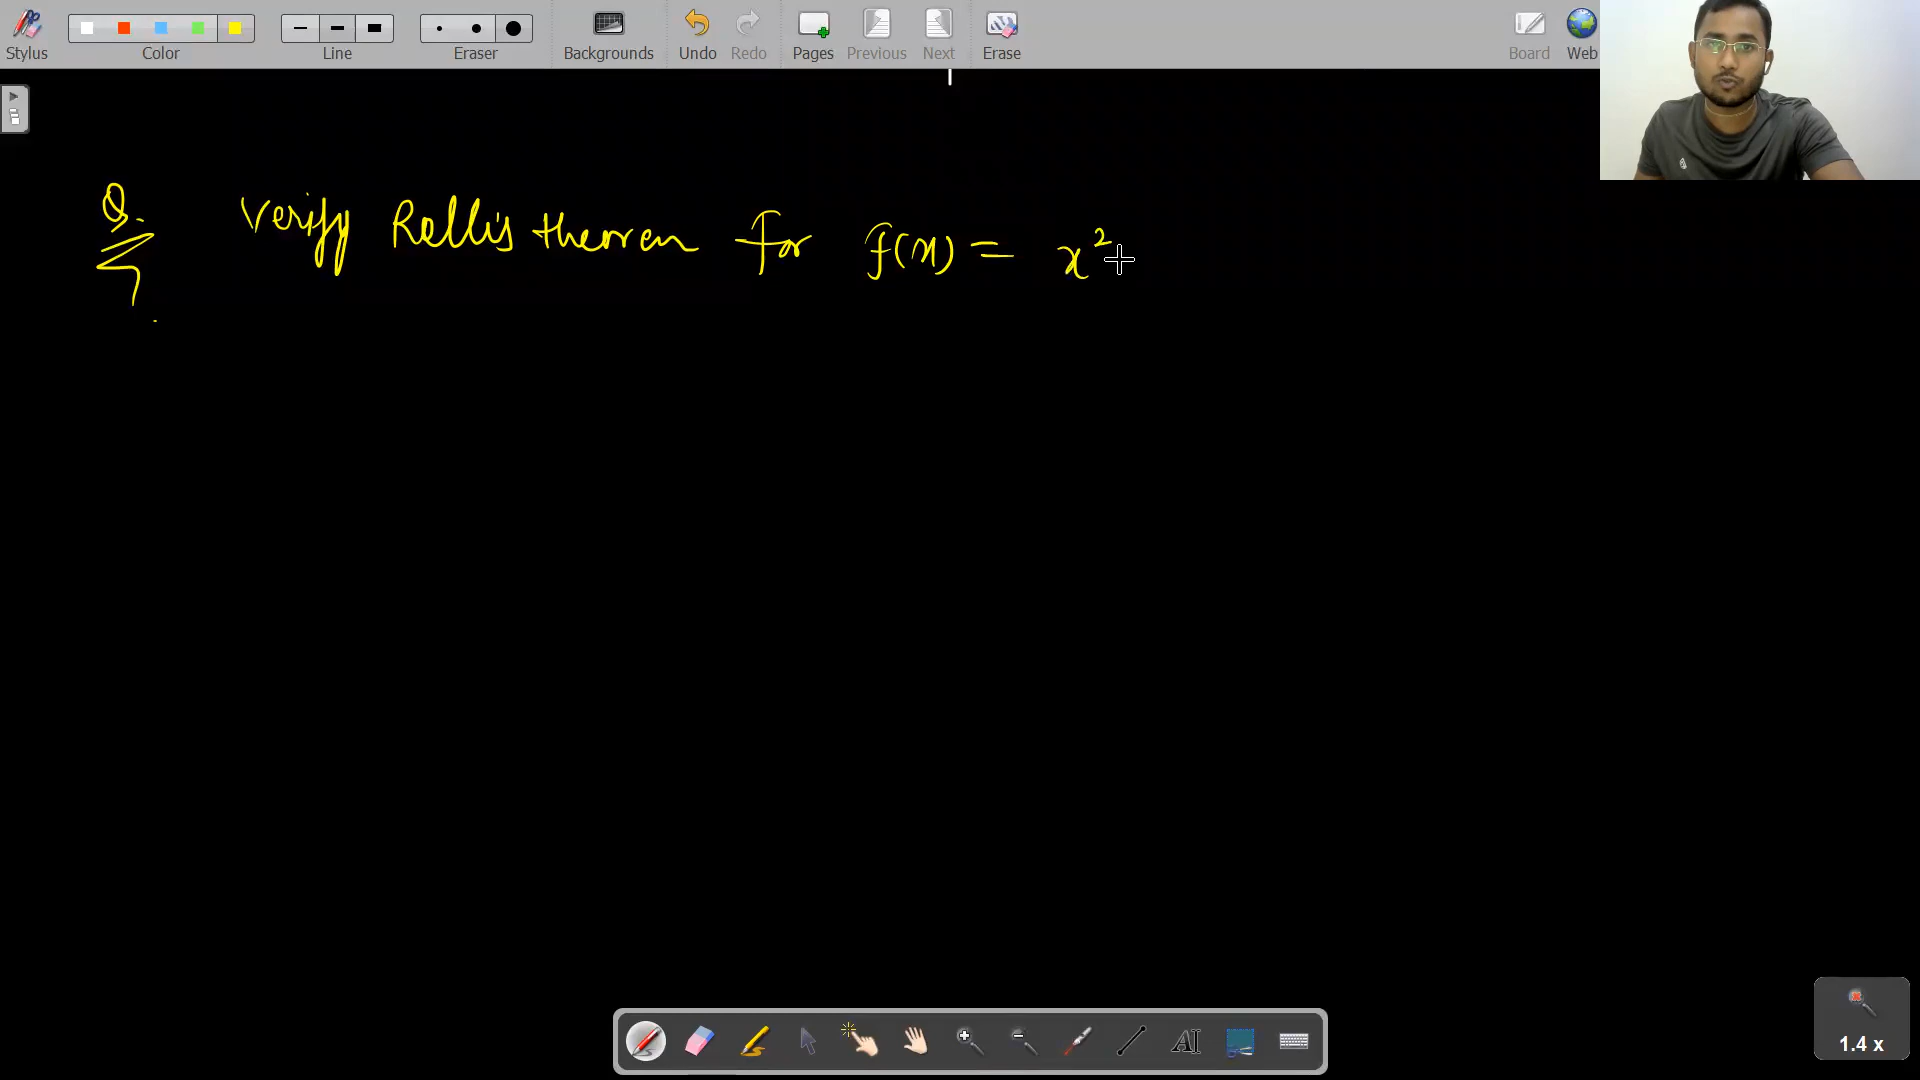 Stylus Color Line Eraser Backgrounds Undo Redo Pages Previous Next Erase Board Web
Q. Verify Rolle's theorem for f(x) = x²
AI
1.4 x